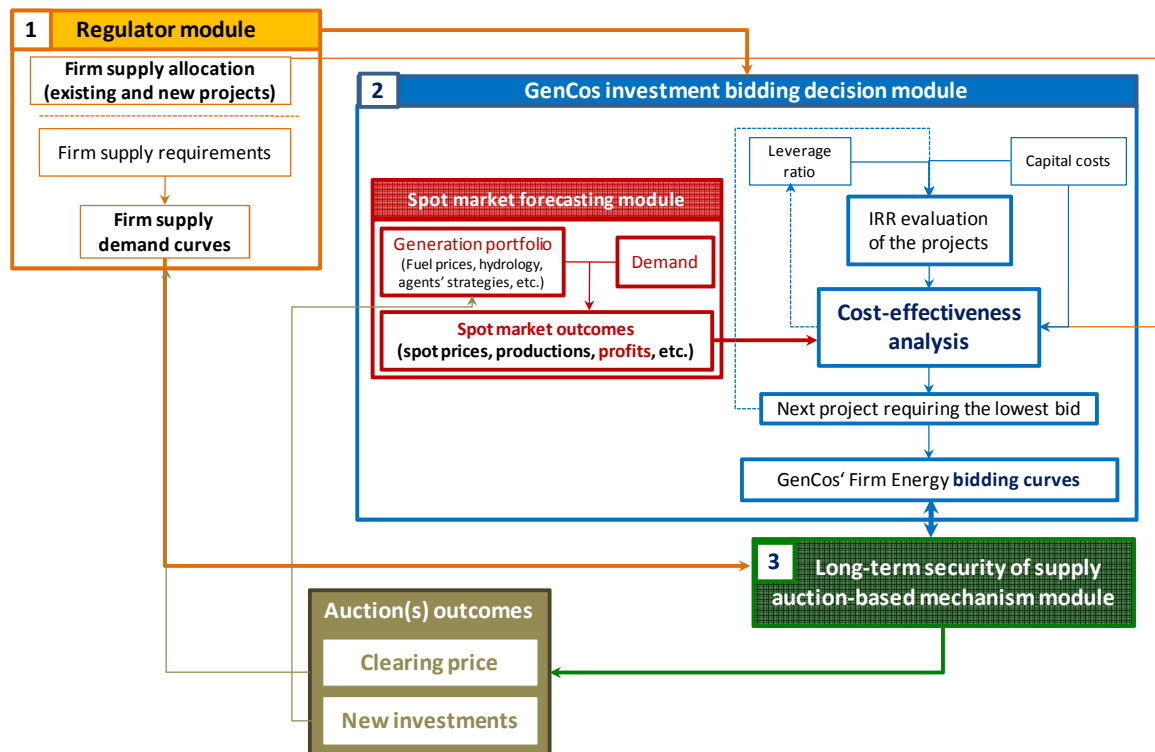 1
Regulator module
Firm supply allocation
(existing and new projects)
Firm supply requirements
Firm supply
demand curves
2
GenCos investment bidding decision module
Leverage
ratio
Capital costs
IRR evaluation
of the projects
Spot market forecasting module
Generation portfolio
(Fuel prices, hydrology,
agents' strategies, etc.)
Demand
Spot market outcomes
(spot prices, productions, profits, etc.)
Cost-effectiveness
analysis
Next project requiring the lowest bid
GenCos‘ Firm Energy bidding curves
3
Long-term security of supply
auction-based mechanism module
Auction(s) outcomes
Clearing price
New investments